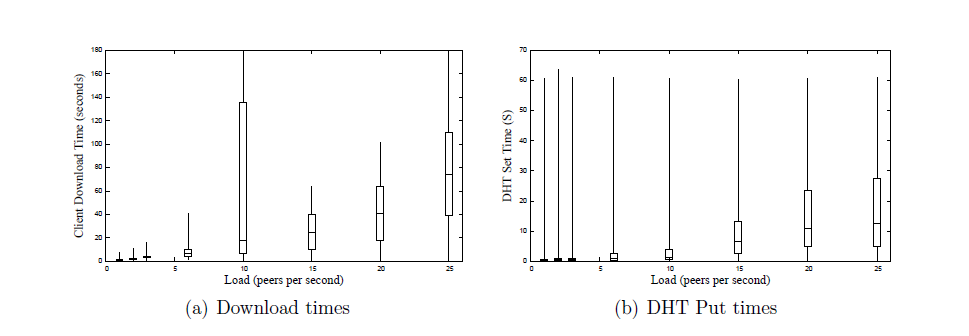 180
160
140
120
100
80
60
40
20
0
Client Download Time (seconds)
0 5 10 15 20 25
Load (peers per second)
(a) Download times
70
60
50
40
30
20
10
0
DHT Set Time (S)
0 5 10 15 20 25
Load (peers per second)
(b) DHT Put times